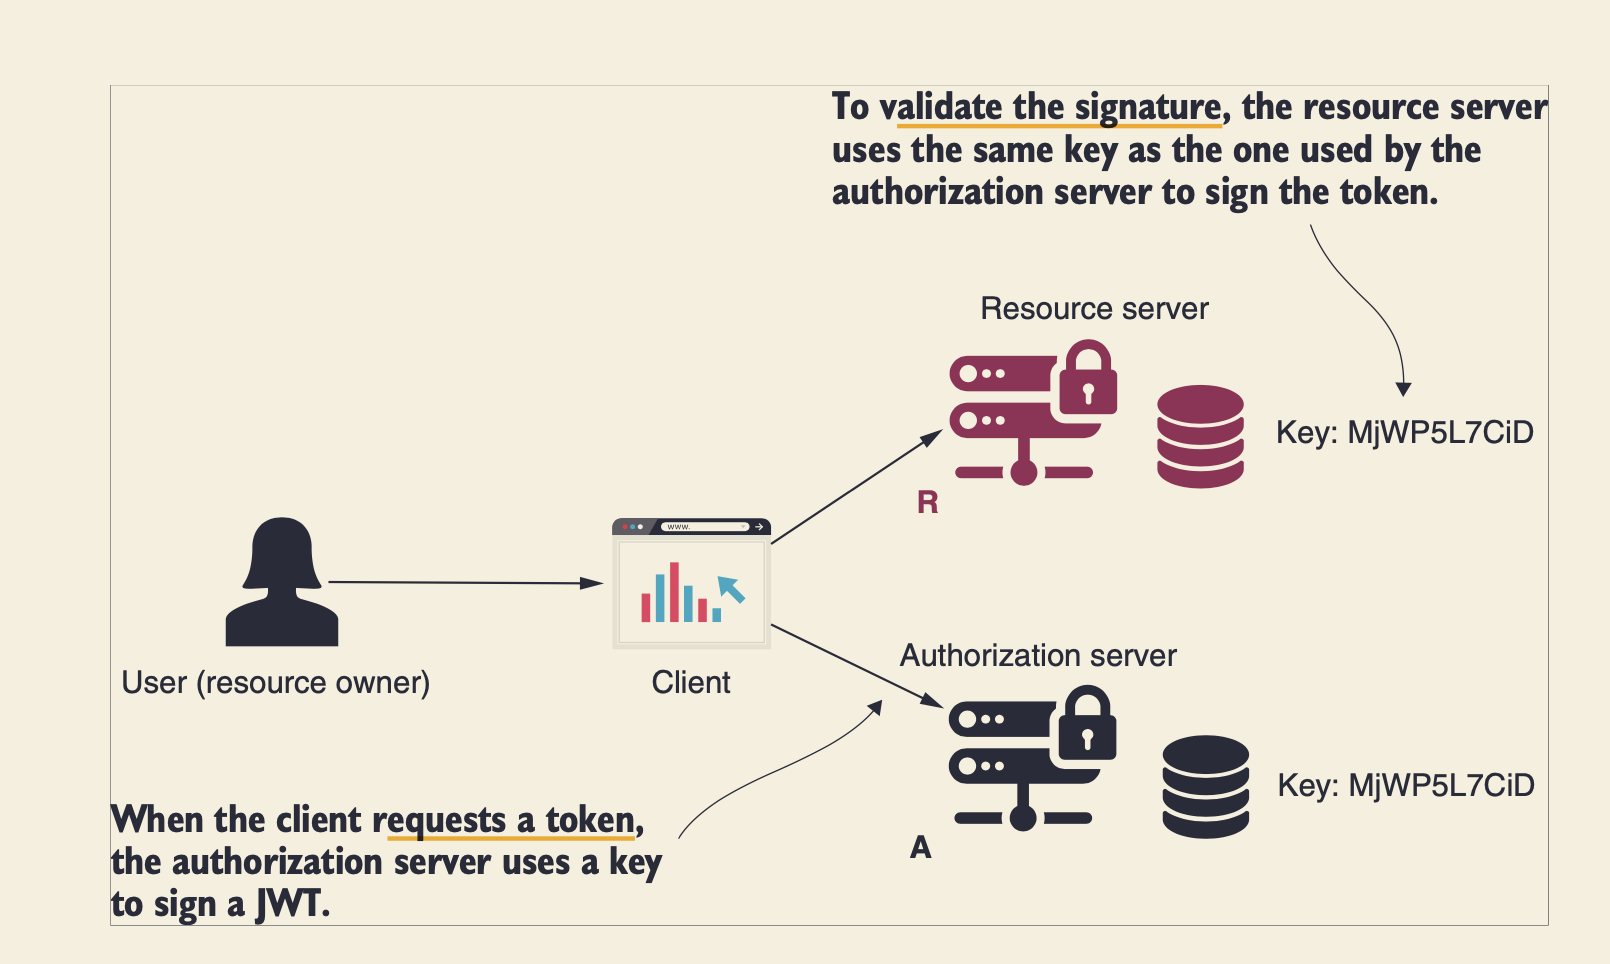 To validate the signature, the resource server
uses the same key as the one used by the
authorization server to sign the token.
Resource server
Key: MjWP5L7CiD
R
www.
User (resource owner)
Client
Authorization server
Key: MjWP5L7CiD
A
When the client requests a token,
the authorization server uses a key
to sign a JWT.